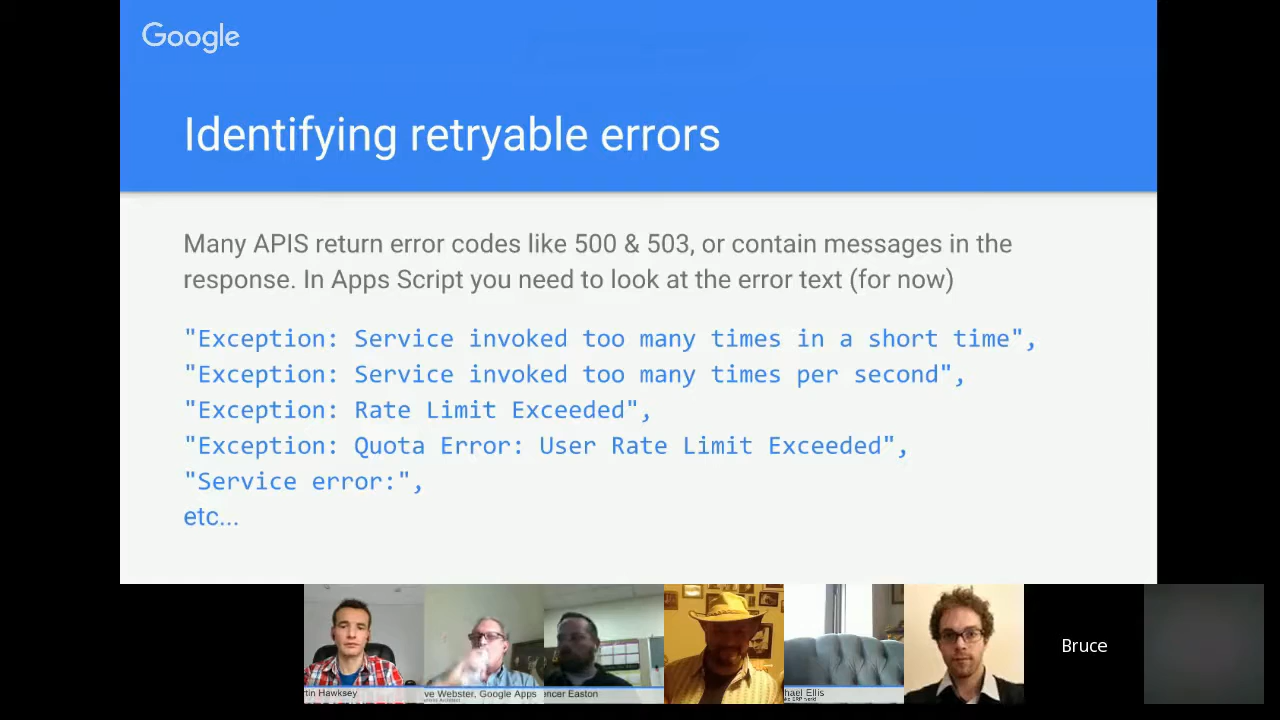 Google
Identifying retryable errors
Many APIS return error codes like 500 & 503, or contain messages in the
response. In Apps Script you need to look at the error text (for now)
"Exception: Service invoked too many times in a short time",
"Exception: Service invoked too many times per second",
"Exception: Rate Limit Exceeded",
"Exception: Quota Error: User Rate Limit Exceeded",
"Service error:",
etc...
rtin Hawksey
ve Webster, Google Apps
encer Easton
hael Ellis
Bruce